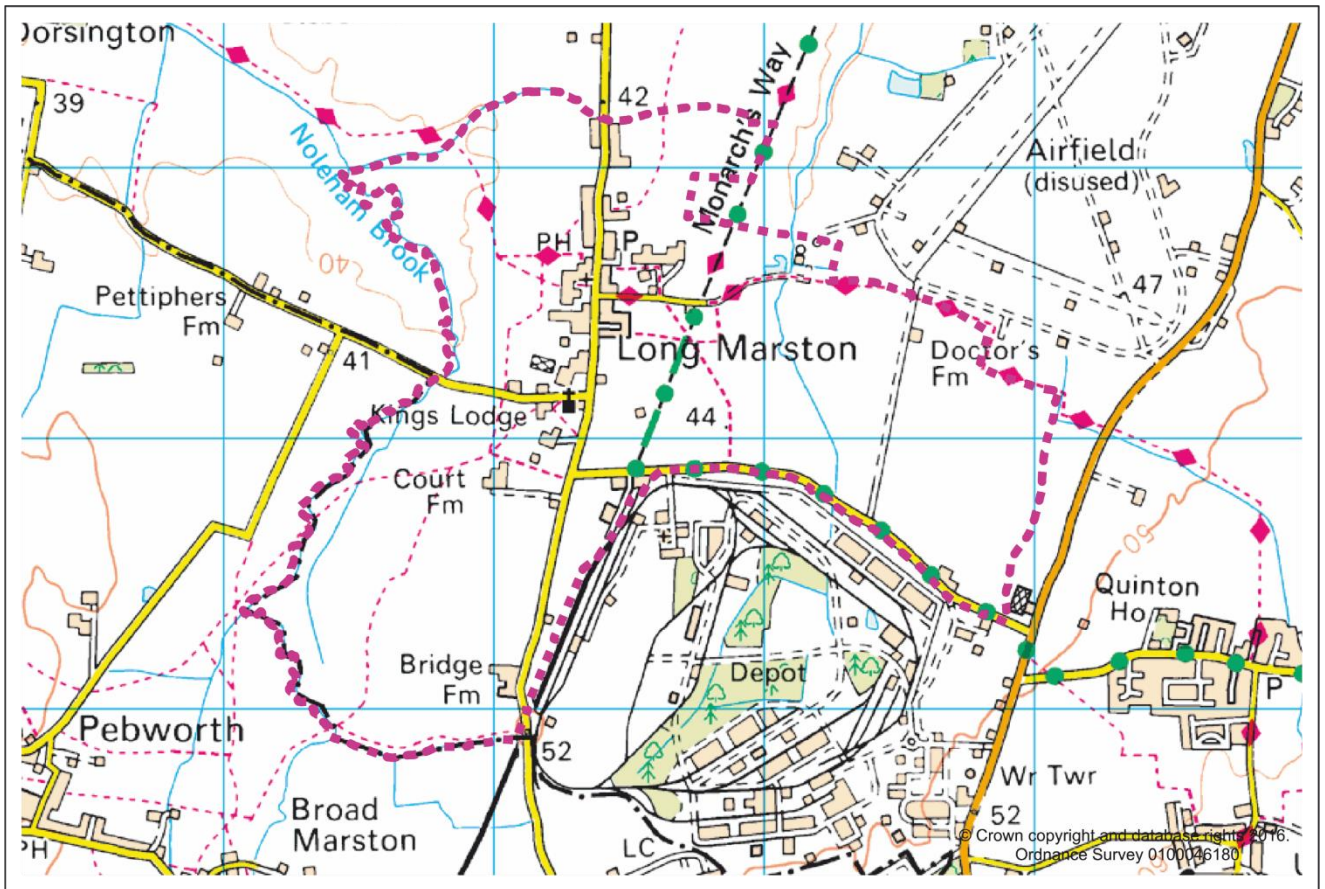 Dorsington
39
42
Monarch's Way
Noleham Brook
Airfield
(disused)
PH
P
40
Pettiphers
Fm
47
41
Long Marston
Doctor's
Fm
Kings Lodge
44
Court
Fm
50
Quinton
Ho
Bridge
Fm
Depot
P
Pebworth
52
Wr Twr
Broad
Marston
52
LC
PH
© Crown copyright and database rights 2016.
Ordnance Survey 0100046180